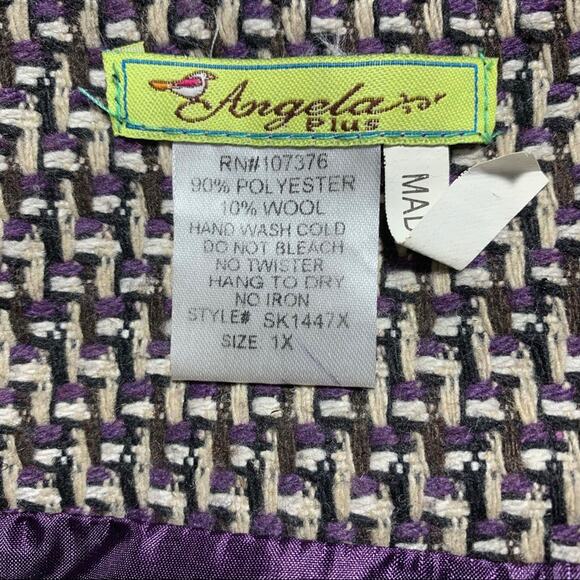 Angela
Plus
RN#107376
90% POLYESTER
10% WOOL
HAND WASH COLD
DO NOT BLEACH
NO TWISTER
HANG TO DRY
NO IRON
STYLE# SK1447X
SIZE 1X
MAD